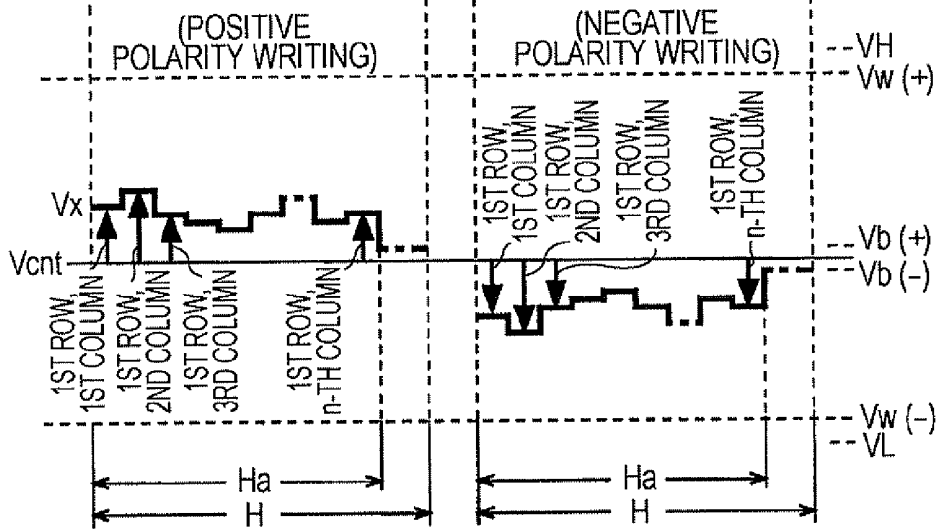 (POSITIVE
POLARITY WRITING)
(NEGATIVE
POLARITY WRITING)
VH
Vw (+)
1ST ROW,
1ST COLUMN
1ST ROW,
2ND COLUMN
1ST ROW,
3RD COLUMN
1ST ROW,
n-TH COLUMN
Vx
Vcnt
Vb (+)
Vb (-)
1ST ROW,
1ST COLUMN
1ST ROW,
2ND COLUMN
1ST ROW,
3RD COLUMN
1ST ROW,
n-TH COLUMN
Vw (-)
VL
Ha
H
Ha
H